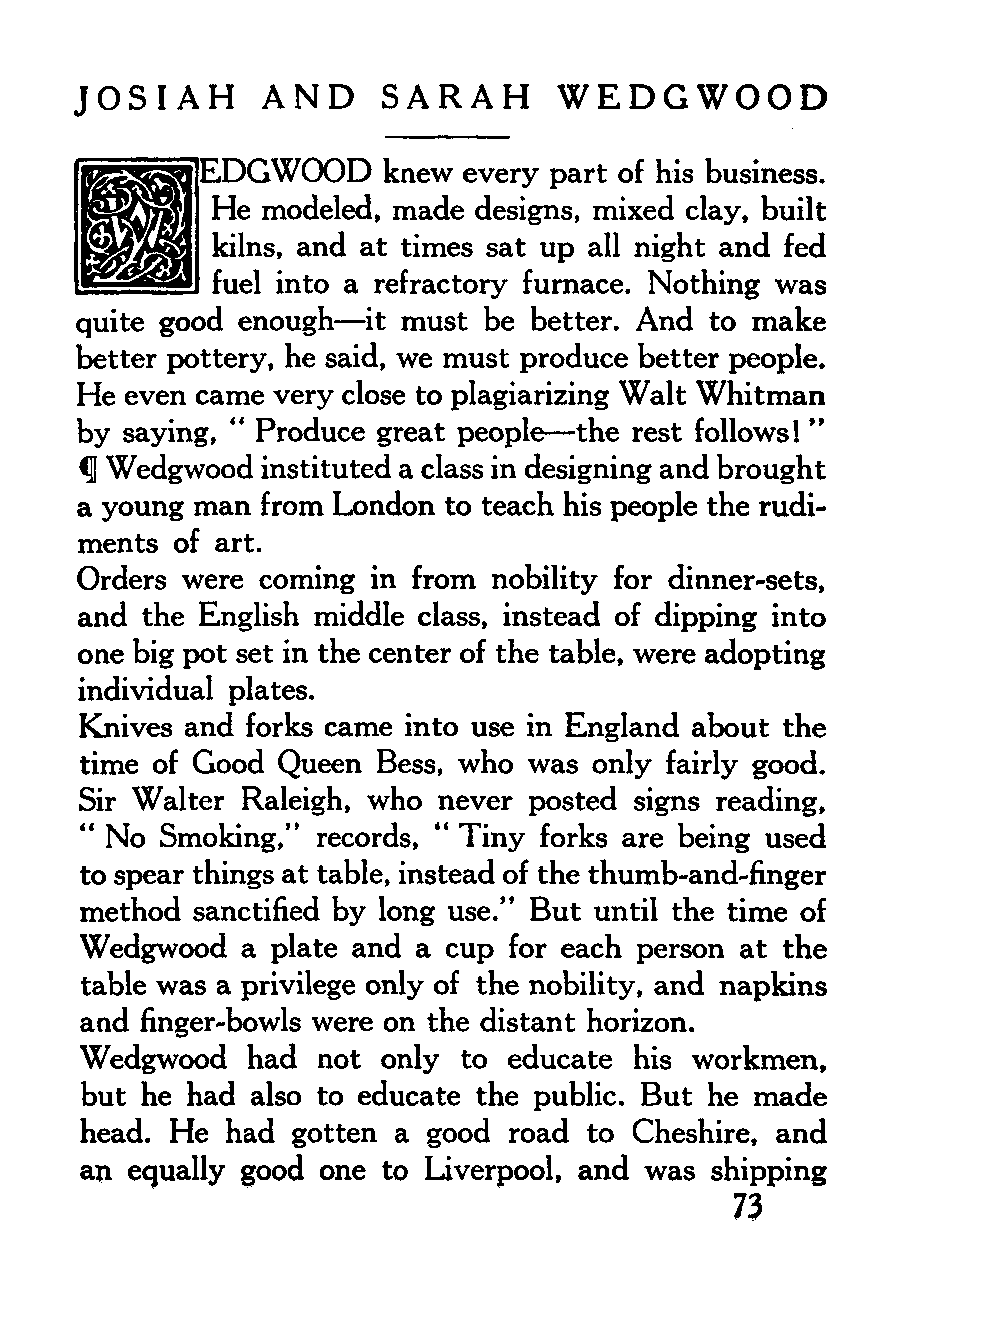 JOSIAH AND SARAH WEDGWOOD
WEDGWOOD knew every part of his business.
He modeled, made designs, mixed clay, built
kilns, and at times sat up all night and fed
fuel into a refractory furnace. Nothing was
quite good enough—it must be better. And to make
better pottery, he said, we must produce better people.
He even came very close to plagiarizing Walt Whitman
by saying, “ Produce great people—the rest follows! ”
¶ Wedgwood instituted a class in designing and brought
a young man from London to teach his people the rudi-
ments of art.
Orders were coming in from nobility for dinner-sets,
and the English middle class, instead of dipping into
one big pot set in the center of the table, were adopting
individual plates.
Knives and forks came into use in England about the
time of Good Queen Bess, who was only fairly good.
Sir Walter Raleigh, who never posted signs reading,
“ No Smoking,” records, “ Tiny forks are being used
to spear things at table, instead of the thumb-and-finger
method sanctified by long use.” But until the time of
Wedgwood a plate and a cup for each person at the
table was a privilege only of the nobility, and napkins
and finger-bowls were on the distant horizon.
Wedgwood had not only to educate his workmen,
but he had also to educate the public. But he made
head. He had gotten a good road to Cheshire, and
an equally good one to Liverpool, and was shipping
73